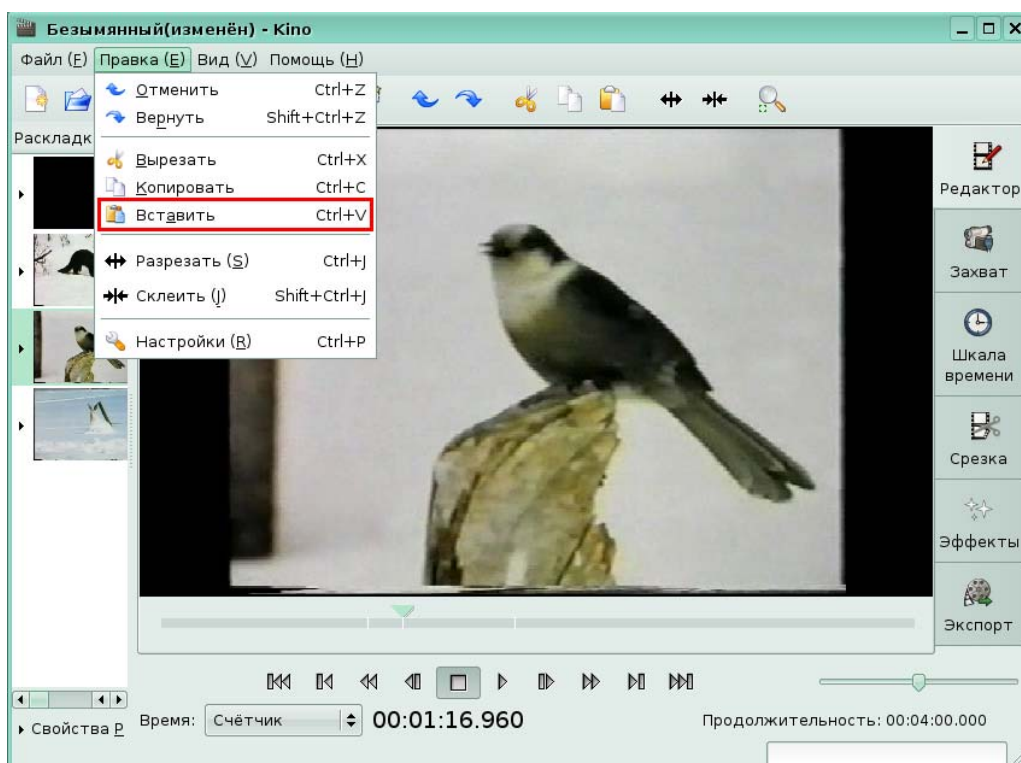 Безымянный(изменён) - Kino
Файл (F) Правка (E) Вид (V) Помощь (H)
Отменить Ctrl+Z
Вернуть Shift+Ctrl+Z
Вырезать Ctrl+X
Копировать Ctrl+C
Вставить Ctrl+V
Разрезать (S) Ctrl+J
Склеить (J) Shift+Ctrl+J
Настройки (R) Ctrl+P
Раскладк
Редактор
Захват
Шкала
времени
Срезка
Эффекты
Экспорт
Свойства P
Время: Счётчик 00:01:16.960 Продолжительность: 00:04:00.000